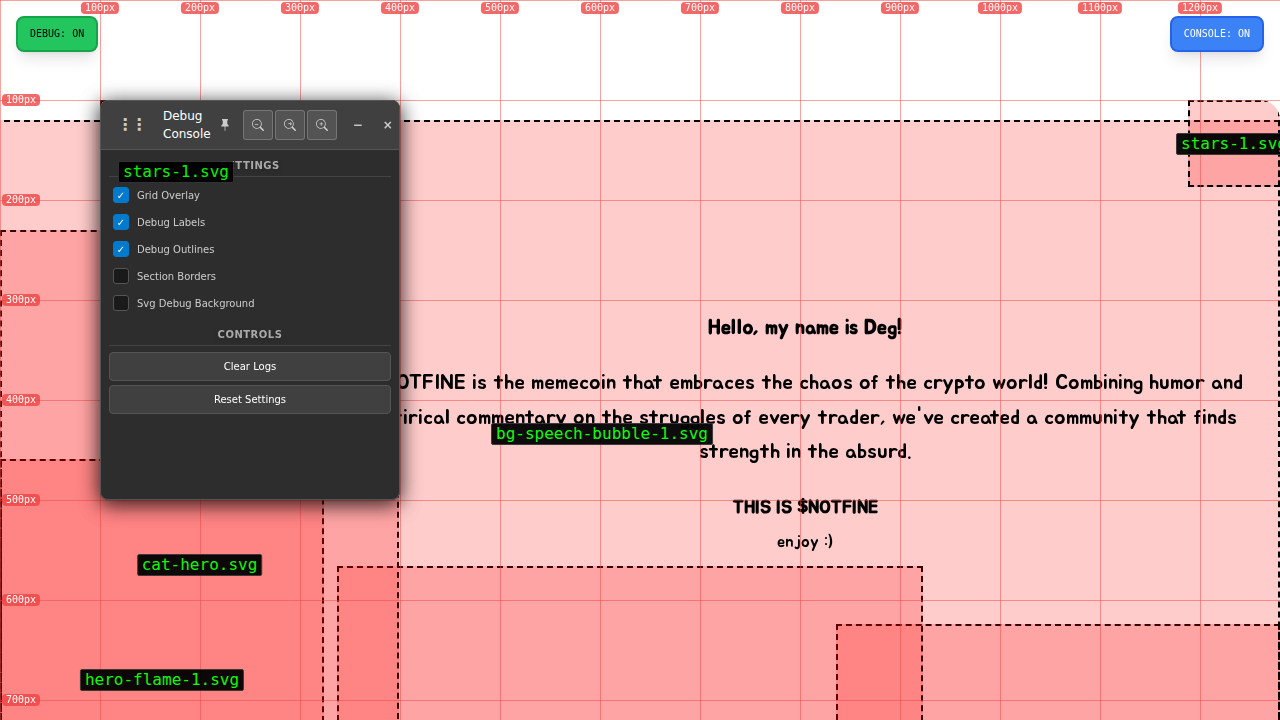 100px 200px 300px 400px 500px 600px 700px 800px 900px 1000px 1100px 1200px
DEBUG: ON
CONSOLE: ON
100px
Debug
Console
stars-1.svg
TTINGS
stars-1.sv
Grid Overlay
200px
Debug Labels
Debug Outlines
Section Borders
300px
Svg Debug Background
CONTROLS
Clear Logs
Reset Settings
400px
Hello, my name is Deg!
OTFINE is the memecoin that embraces the chaos of the crypto world! Combining humor and
irical commentary on the struggles of every trader, we've created a community that finds
bg-speech-bubble-1.svg
strength in the absurd.
500px
THIS IS $NOTFINE
enjoy :)
cat-hero.svg
600px
hero-flame-1.svg
700px